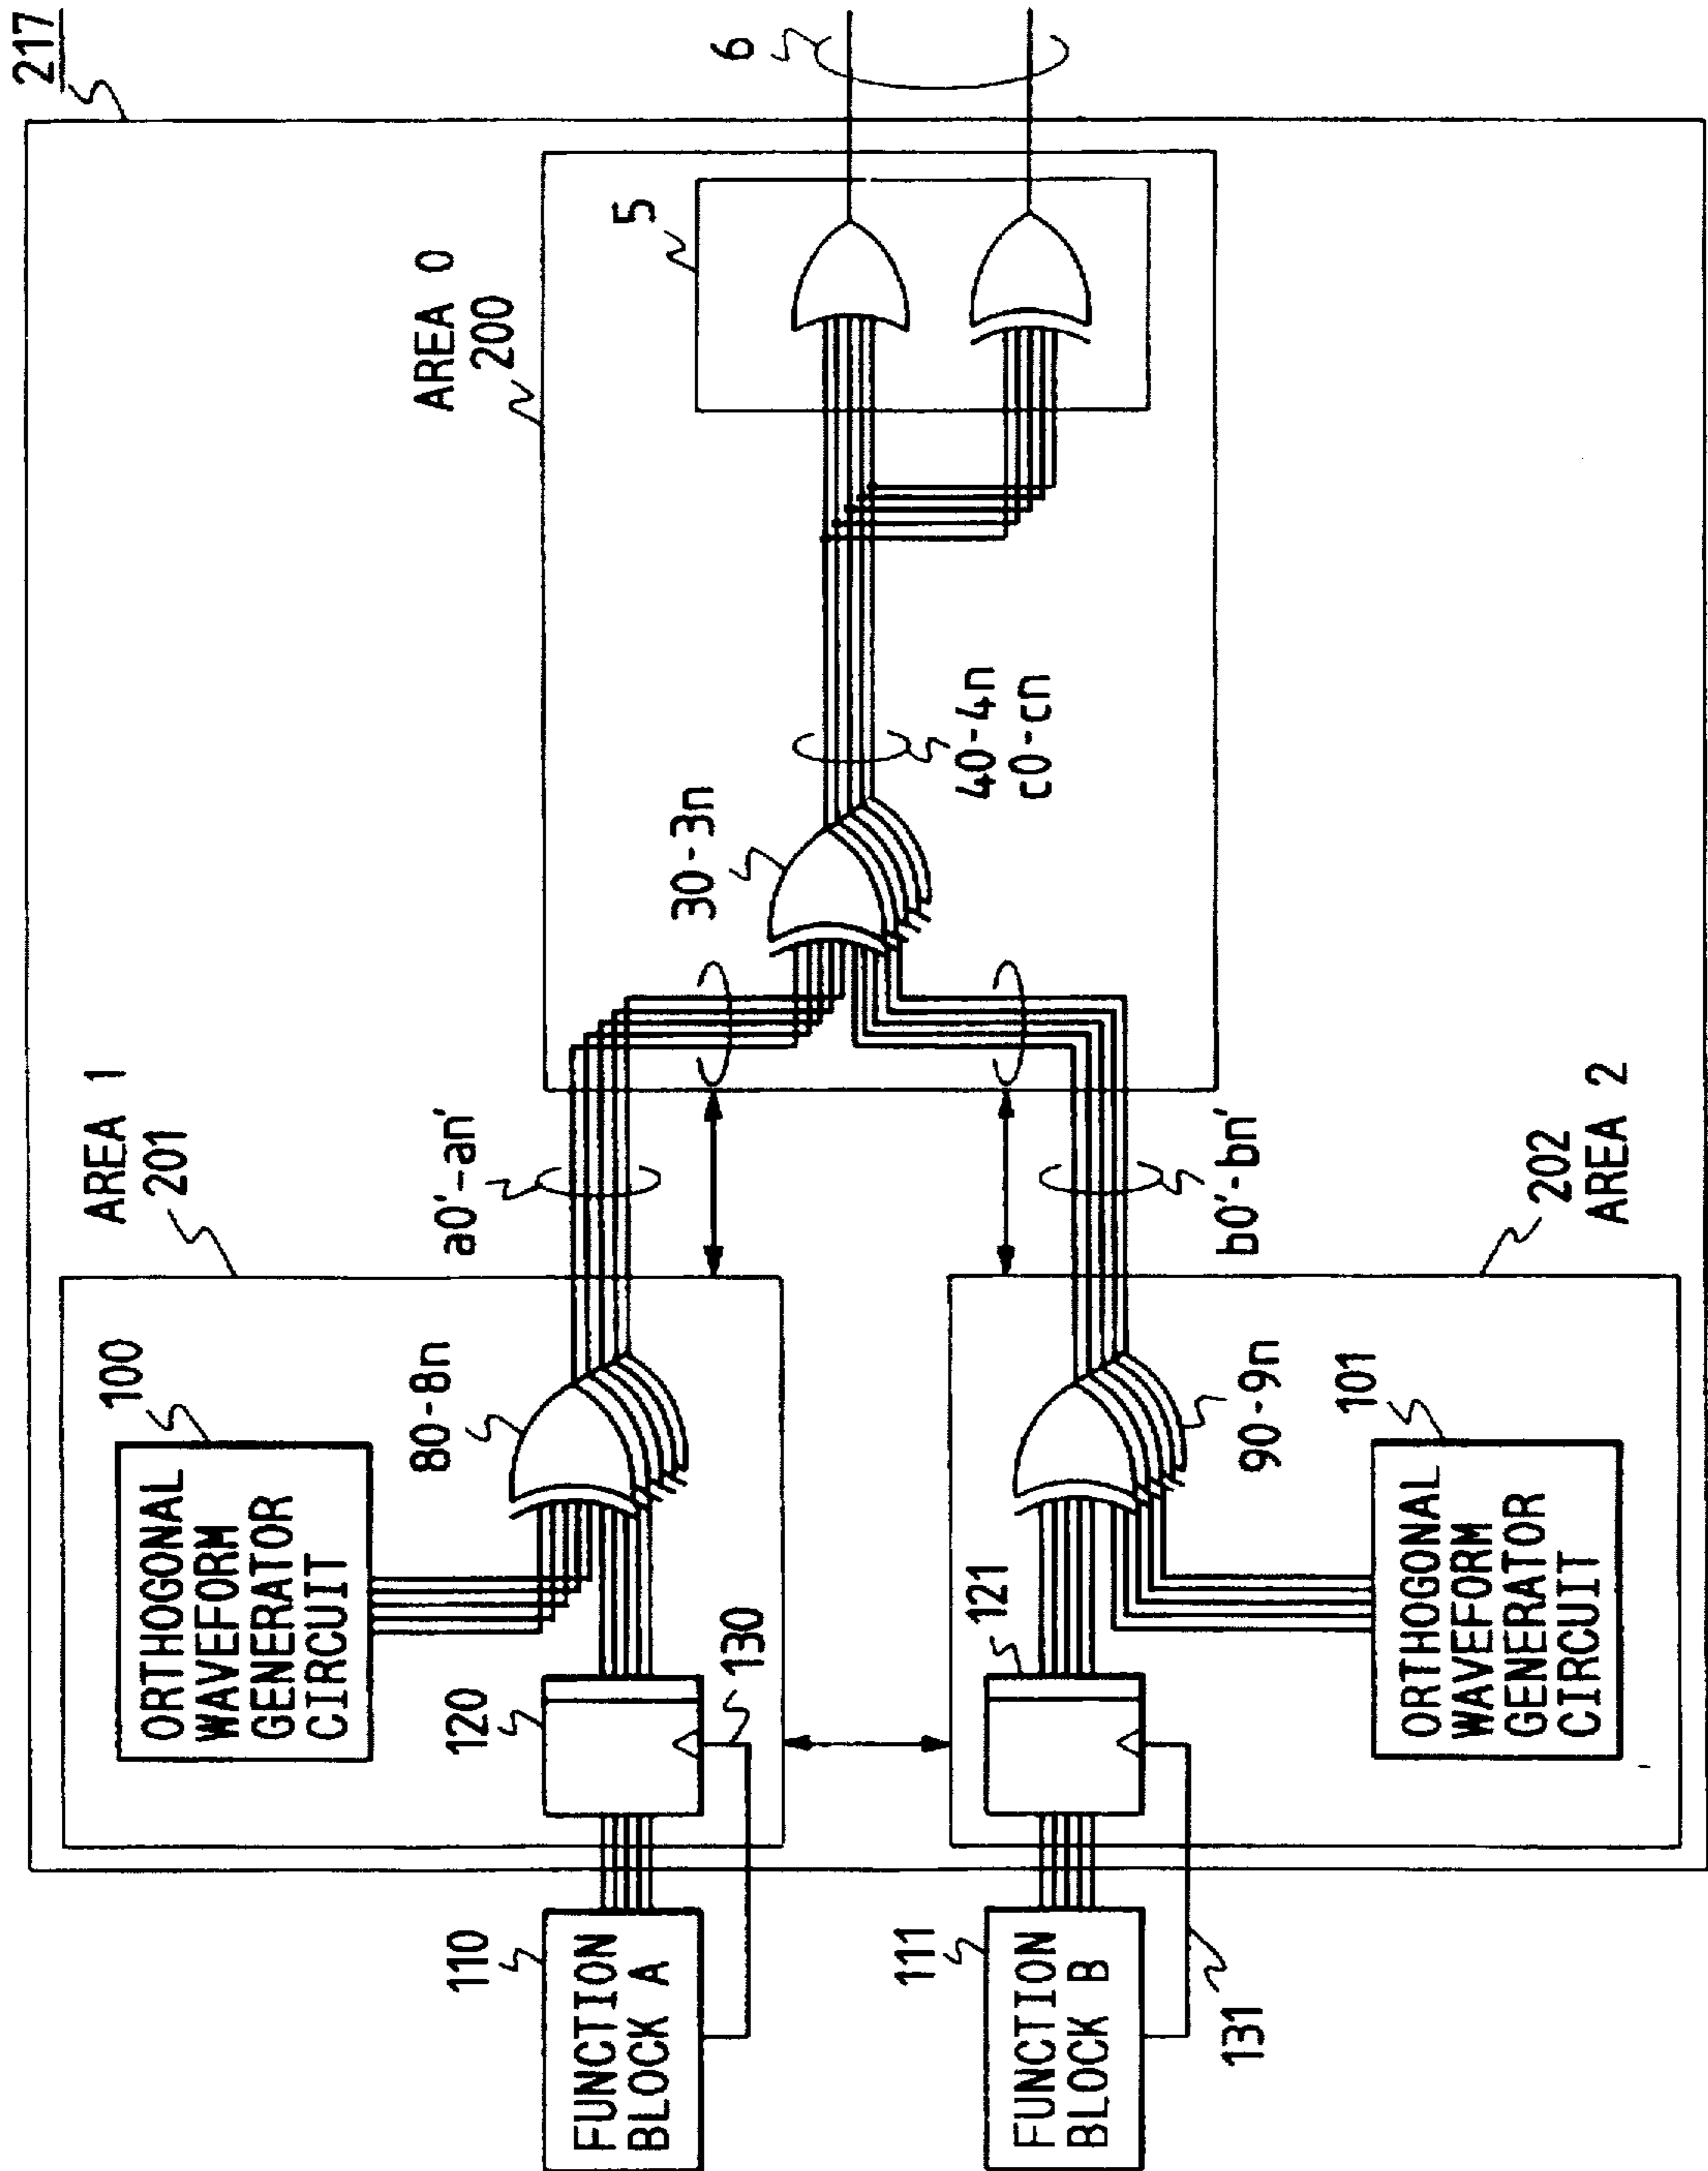 217
AREA 1
201
AREA 0
200
100
ORTHOGONAL
WAVEFORM
GENERATOR
CIRCUIT
80-8n
a0'-an'
30-3n
5
6
110
FUNCTION
BLOCK A
120
130
40-4n
c0-cn
111
FUNCTION
BLOCK B
121
131
90-9n
b0'-bn'
101
ORTHOGONAL
WAVEFORM
GENERATOR
CIRCUIT
202
AREA 2